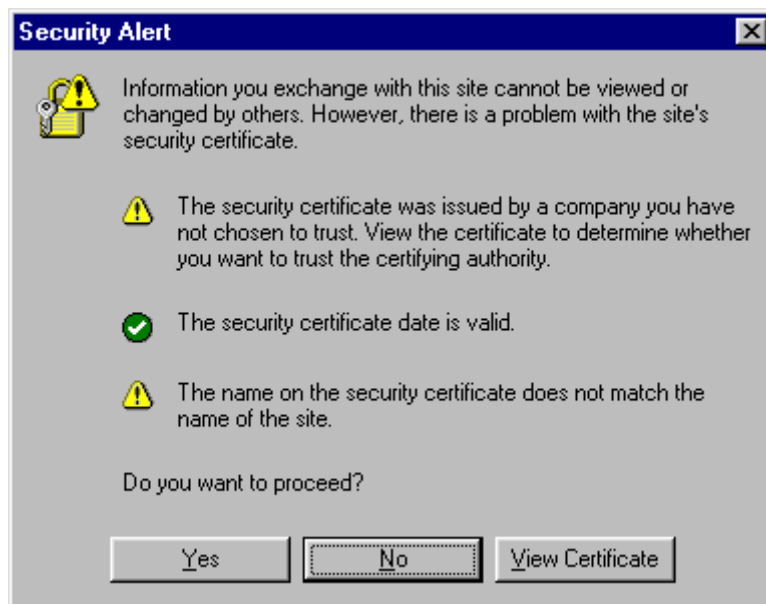 Security Alert
Information you exchange with this site cannot be viewed or
changed by others. However, there is a problem with the site's
security certificate.
The security certificate was issued by a company you have
not chosen to trust. View the certificate to determine whether
you want to trust the certifying authority.
The security certificate date is valid.
The name on the security certificate does not match the
name of the site.
Do you want to proceed?
Yes No View Certificate